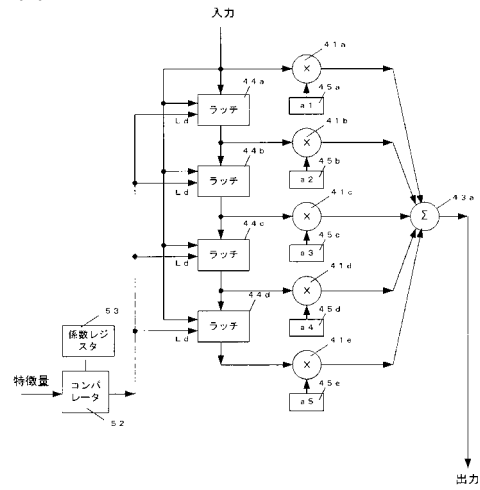 入力
41a
×
44a
45a
ラッチ
a1
Ld
41b
×
44b
45b
ラッチ
a2
Ld
41c
43a
×
Σ
44c
45c
ラッチ
a3
Ld
41d
×
44d
45d
ラッチ
a4
Ld
41e
×
45e
a5
53
係数レジ
スタ
特徴量
コンパ
レータ
52
出力